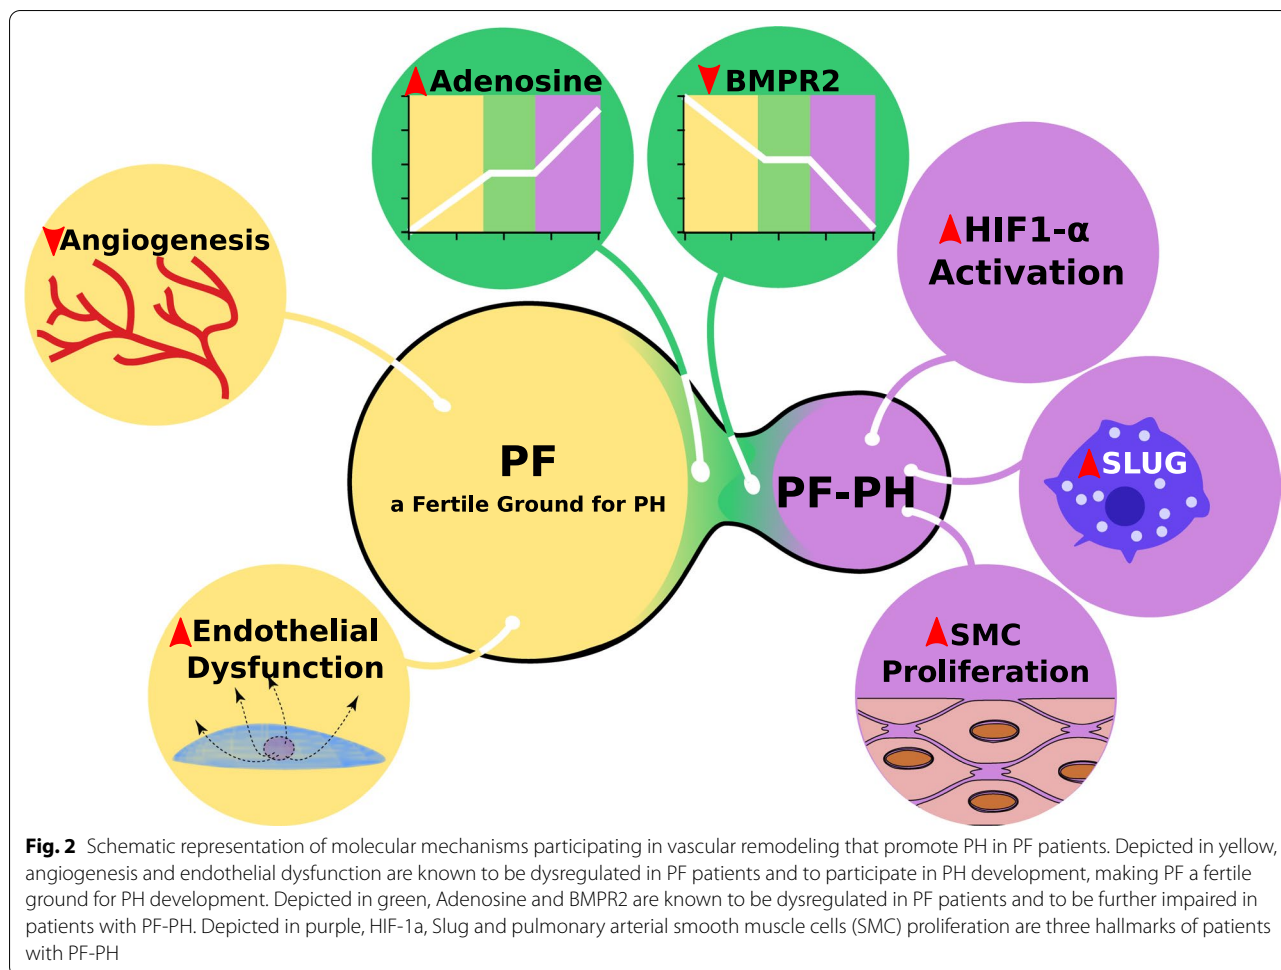 Adenosine
BMPR2
Angiogenesis
HIF1-α
Activation
PF
a Fertile Ground for PH
PF-PH
SLUG
Endothelial
Dysfunction
SMC
Proliferation
Fig. 2 Schematic representation of molecular mechanisms participating in vascular remodeling that promote PH in PF patients. Depicted in yellow,
angiogenesis and endothelial dysfunction are known to be dysregulated in PF patients and to participate in PH development, making PF a fertile
ground for PH development. Depicted in green, Adenosine and BMPR2 are known to be dysregulated in PF patients and to be further impaired in
patients with PF-PH. Depicted in purple, HIF-1a, Slug and pulmonary arterial smooth muscle cells (SMC) proliferation are three hallmarks of patients
with PF-PH